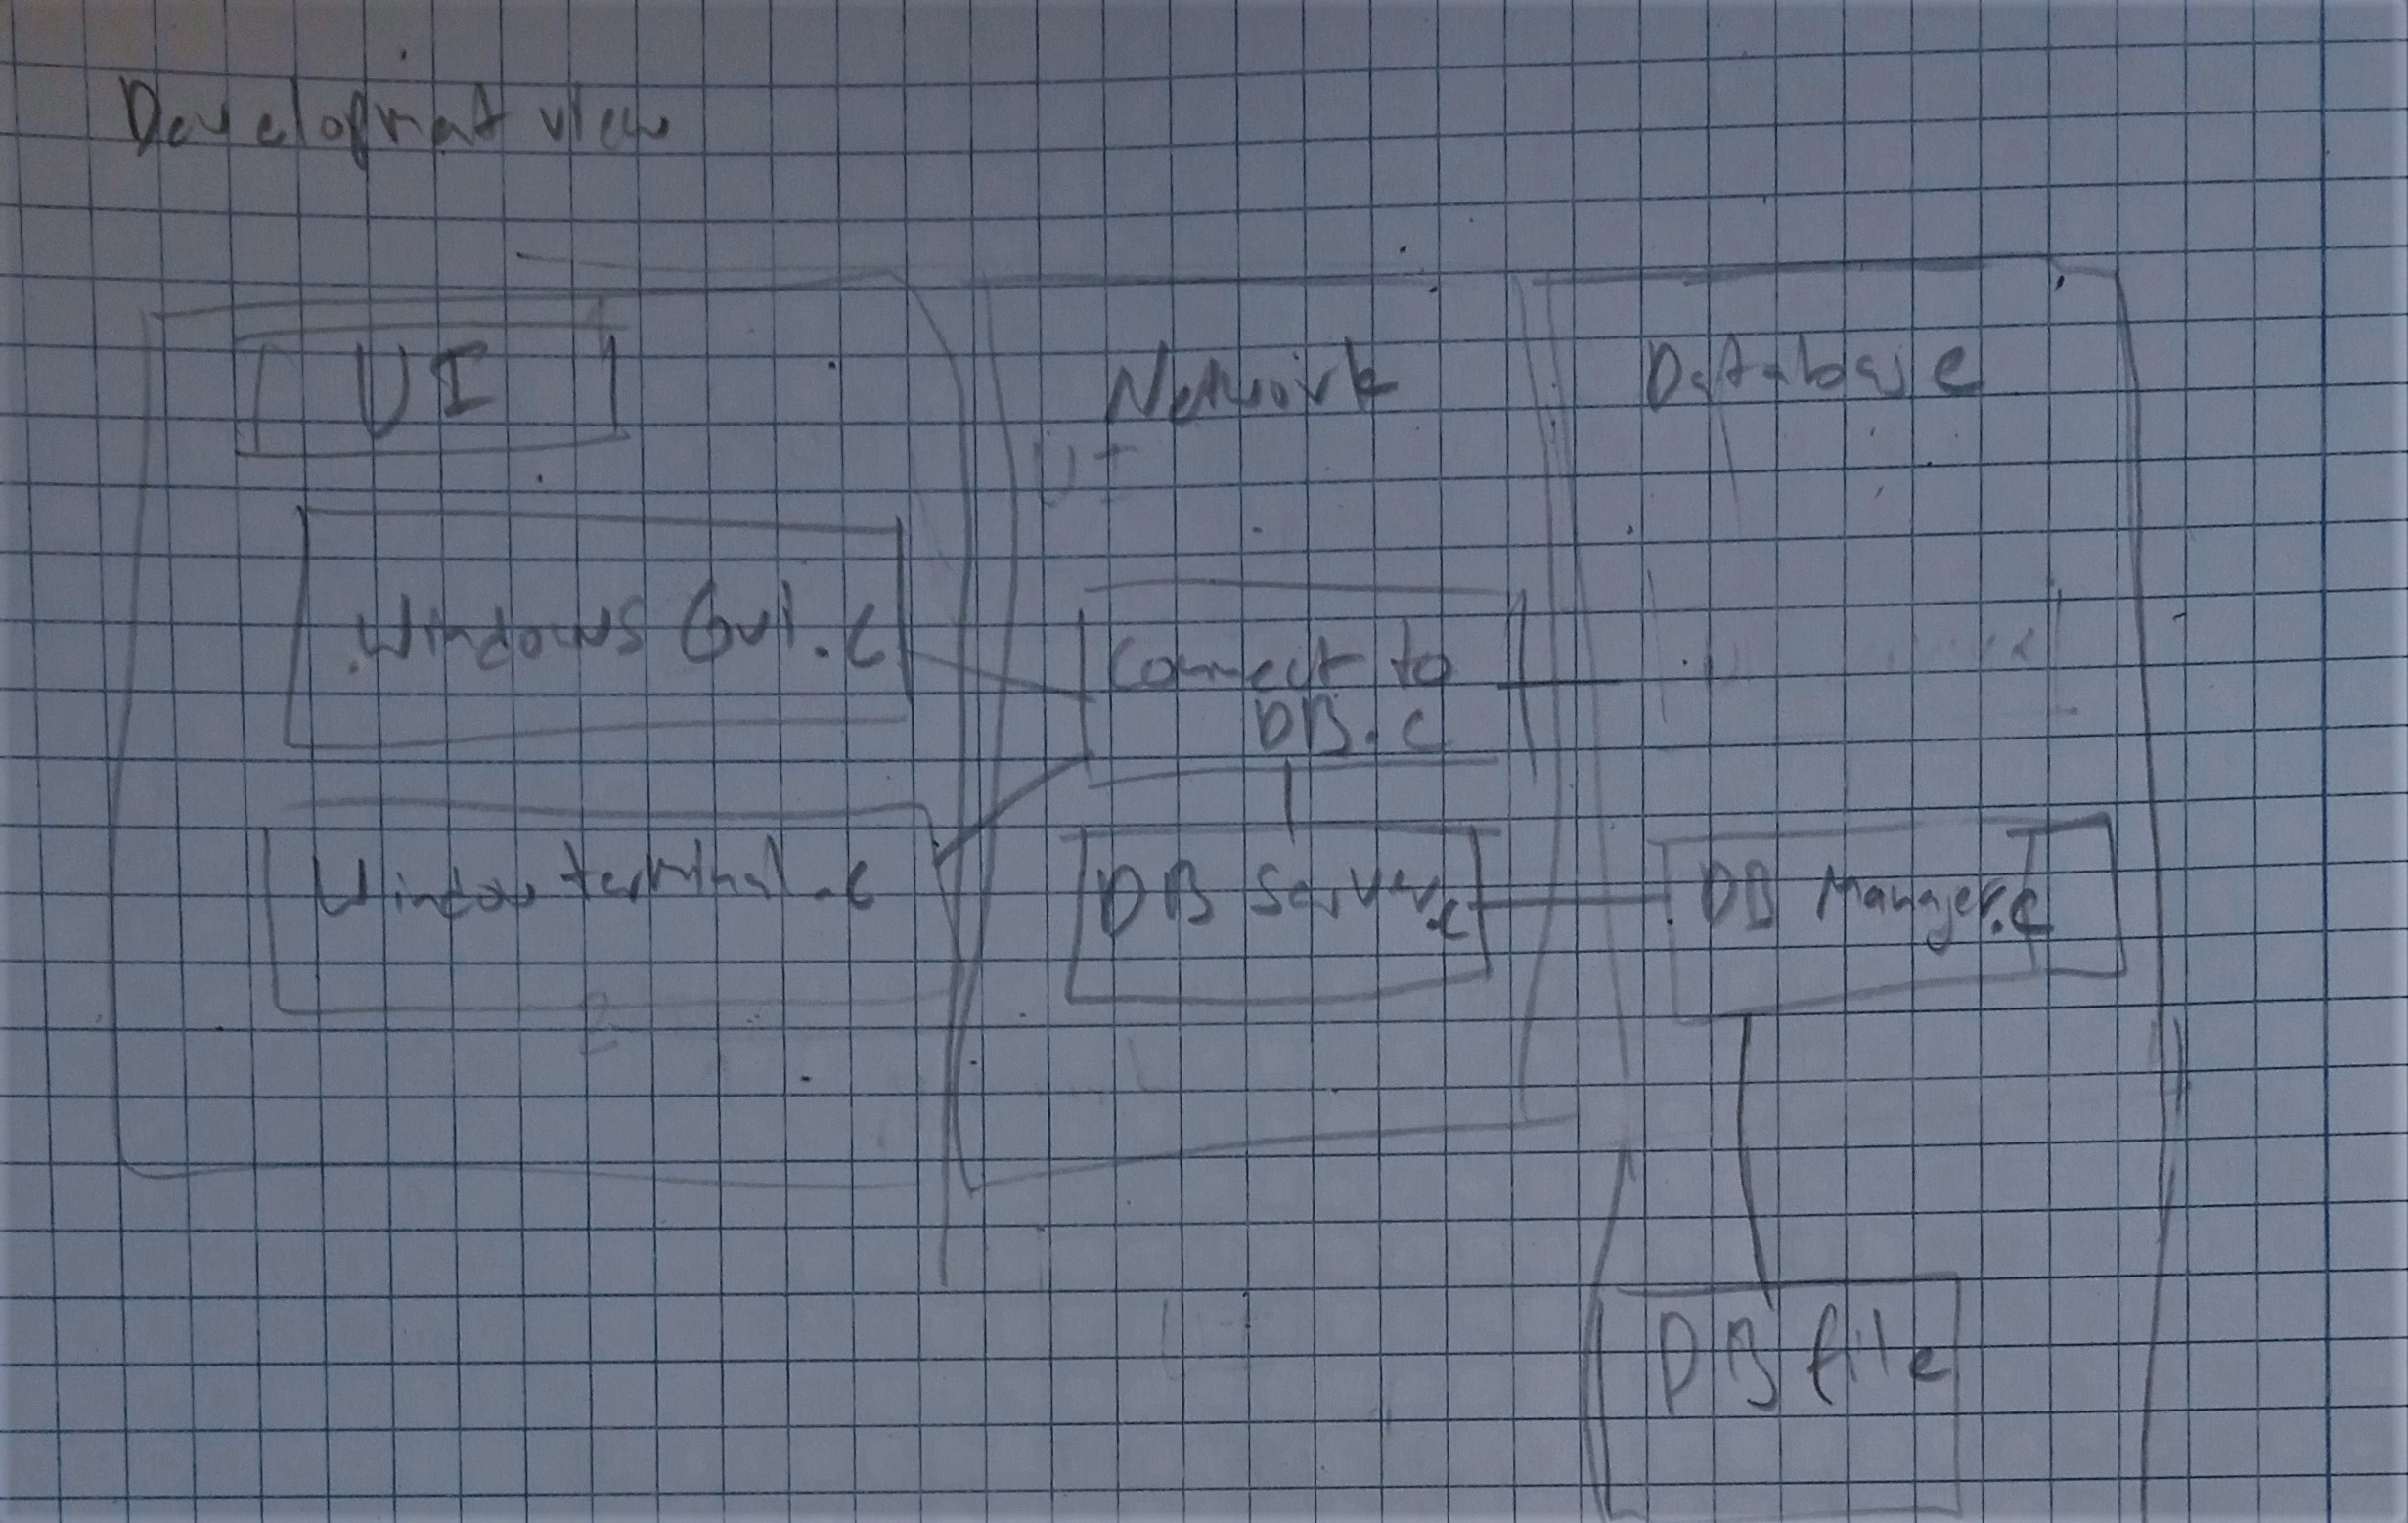 Development view
UI
Network
Database
Windows Gui.c
Connect to
DB.c
Window terminal.c
DB Server.c
DB Manager.c
DB file